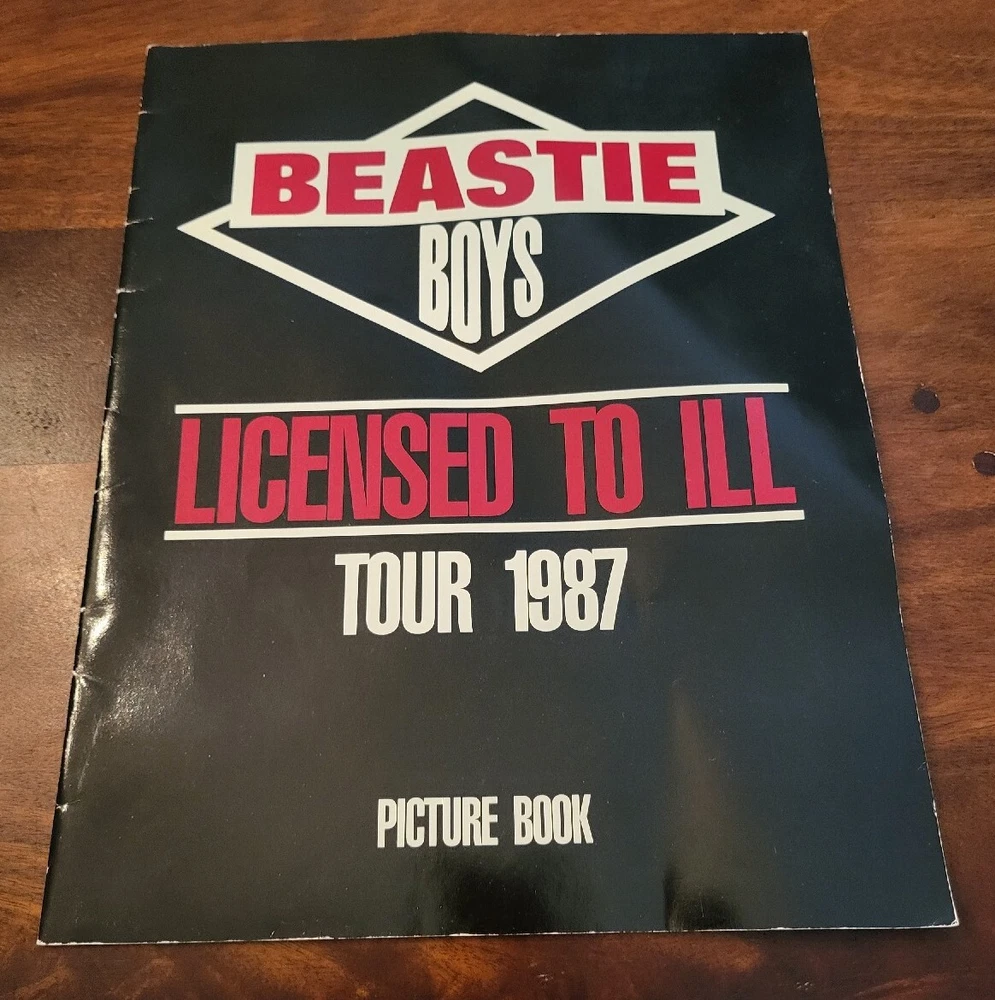 BEASTIE
BOYS
LICENSED TO ILL
TOUR 1987
PICTURE BOOK